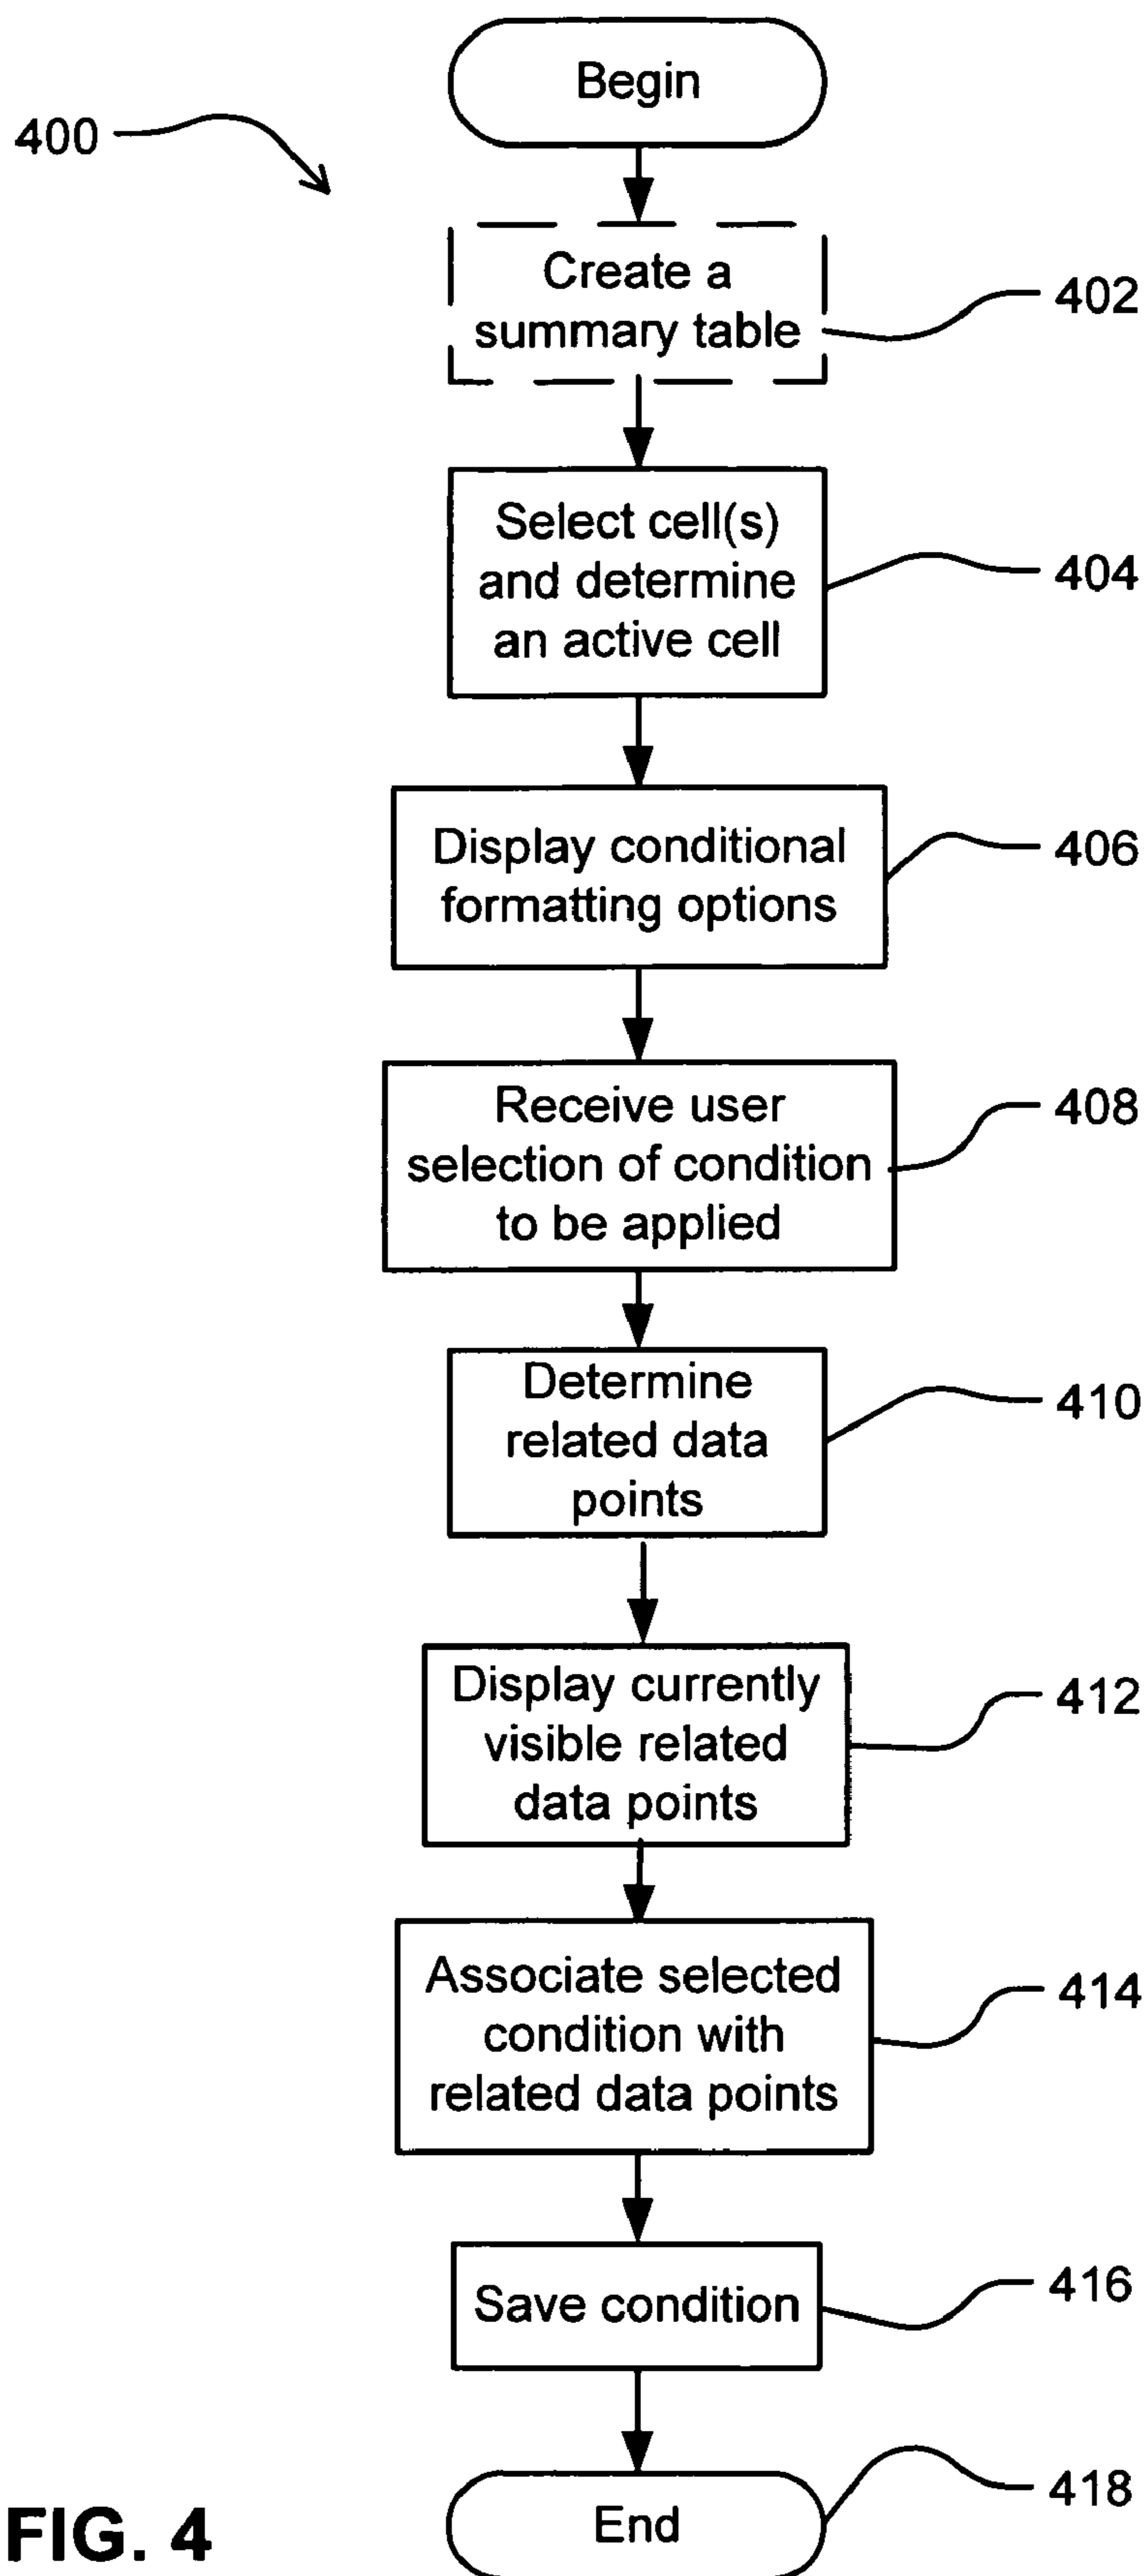 Begin
400
Create a
summary table
402
Select cell(s)
and determine
an active cell
404
Display conditional
formatting options
406
Receive user
selection of condition
to be applied
408
Determine
related data
points
410
Display currently
visible related
data points
412
Associate selected
condition with
related data points
414
Save condition
416
End
418
FIG. 4